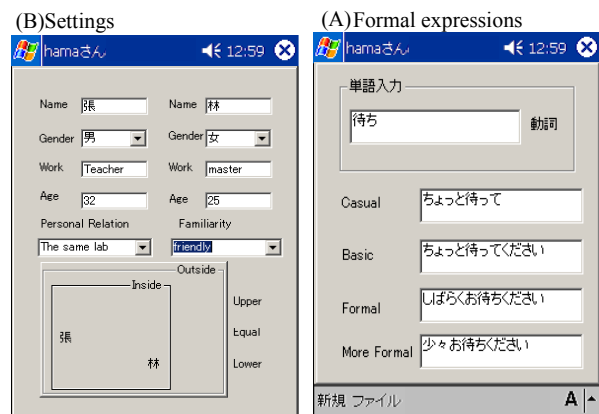 (B)Settings
hamaさん 12:59
Name 張 Name 林
Gender 男 Gender 女
Work Teacher Work master
Age 32 Age 25
Personal Relation Familiarity
The same lab friendly
Outside
Inside
Upper
張 Equal
林 Lower
(A)Formal expressions
hamaさん 12:59
単語入力
待ち 動詞
Casual ちょっと待って
Basic ちょっと待ってください
Formal しばらくお待ちください
More Formal 少々お待ちください
新規 ファイル A